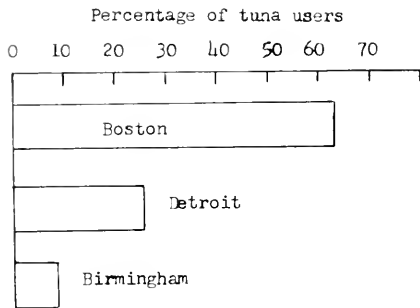 Percentage of tuna users
0 10 20 30 40 50 60 70
Boston
Detroit
Birmingham